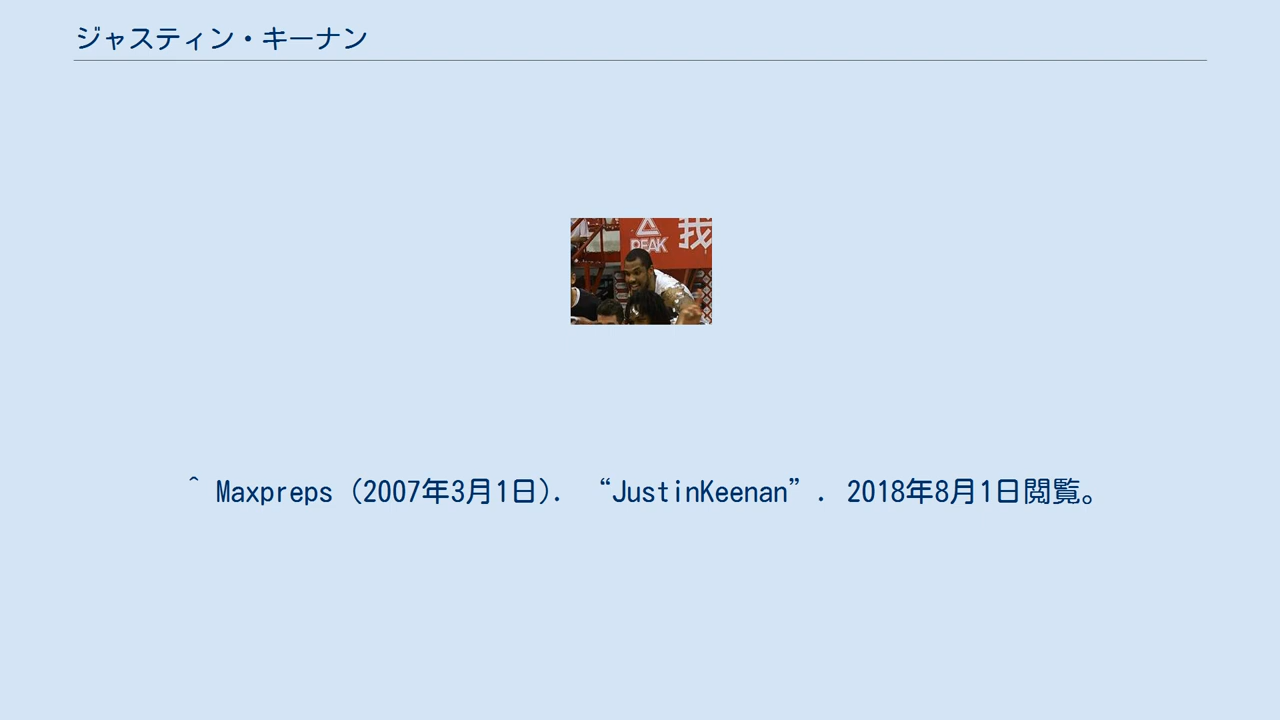 ジャスティン・キーナン
PEAK
我
^ Maxpreps (2007年3月1日). “JustinKeenan”. 2018年8月1日閲覧。